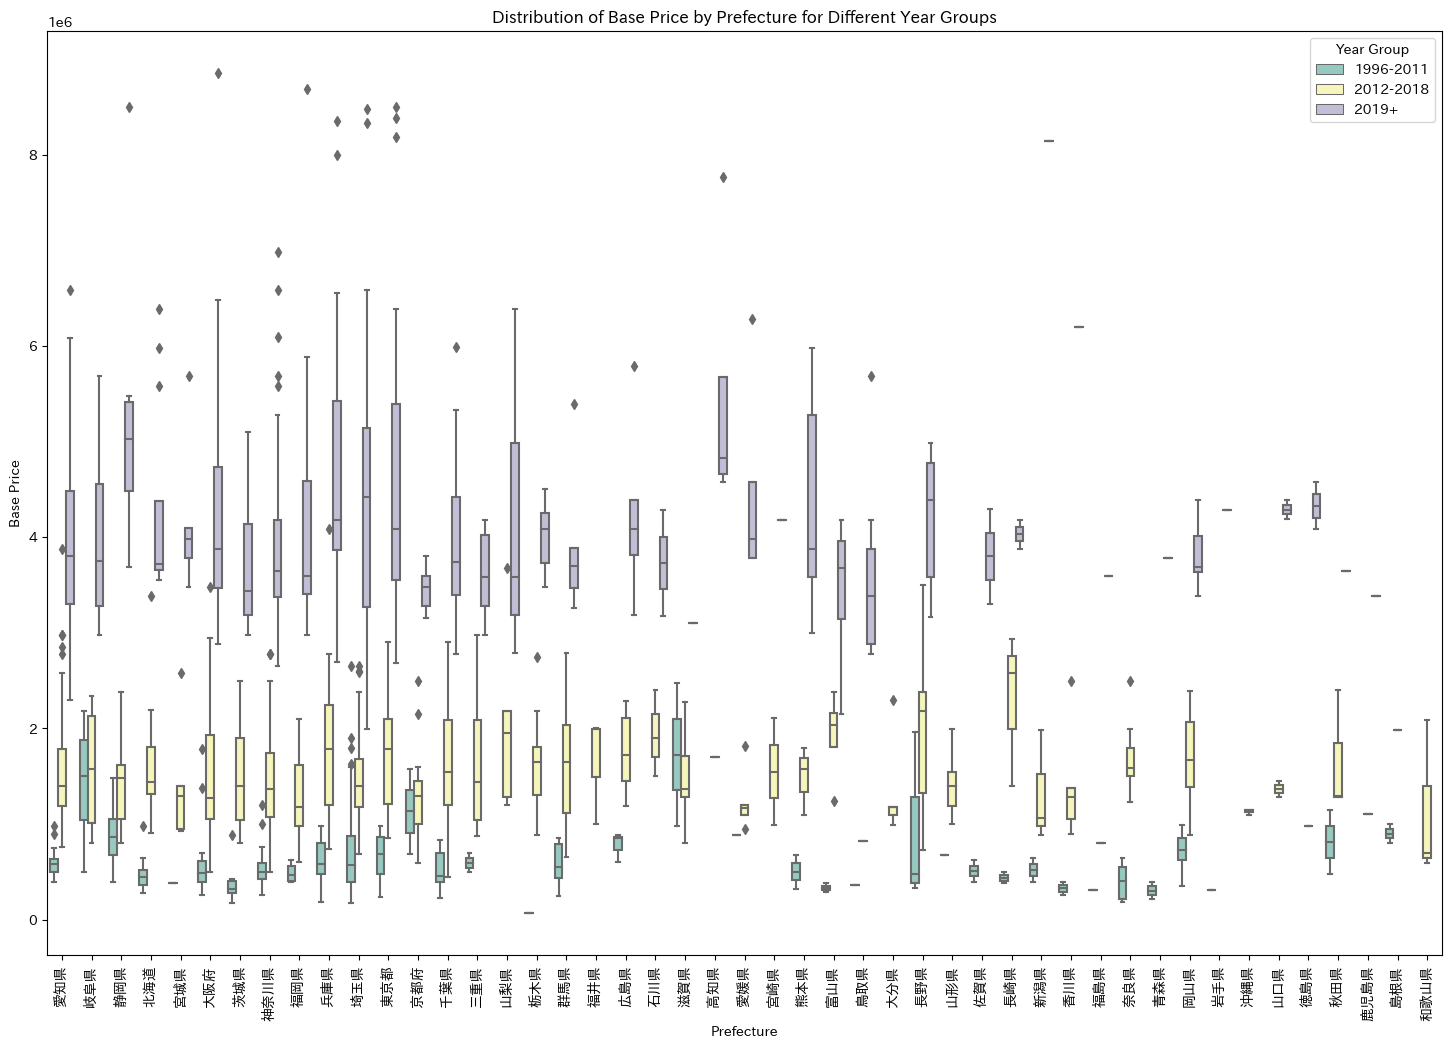 Distribution of Base Price by Prefecture for Different Year Groups
1e6
Year Group
1996-2011
2012-2018
2019+
8
6
4
2
0
Base Price
愛知県
岐阜県
静岡県
北海道
宮城県
大阪府
茨城県
神奈川県
福岡県
兵庫県
埼玉県
東京都
京都府
千葉県
三重県
山梨県
栃木県
群馬県
福井県
広島県
石川県
滋賀県
高知県
愛媛県
宮崎県
熊本県
富山県
鳥取県
大分県
長野県
山形県
佐賀県
長崎県
新潟県
香川県
福島県
奈良県
青森県
岡山県
岩手県
沖縄県
山口県
徳島県
秋田県
鹿児島県
島根県
和歌山県
Prefecture